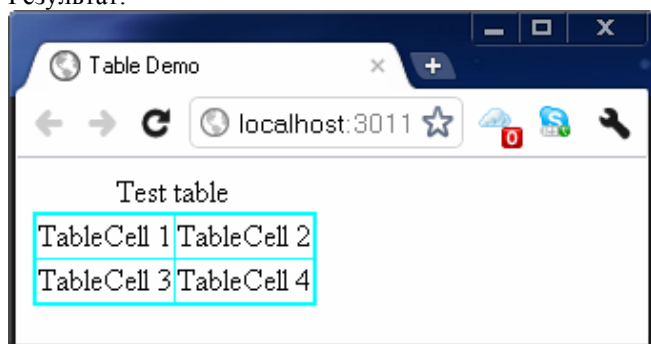 Результат:
Table Demo
localhost:3011
0
Test table
TableCell 1 TableCell 2
TableCell 3 TableCell 4